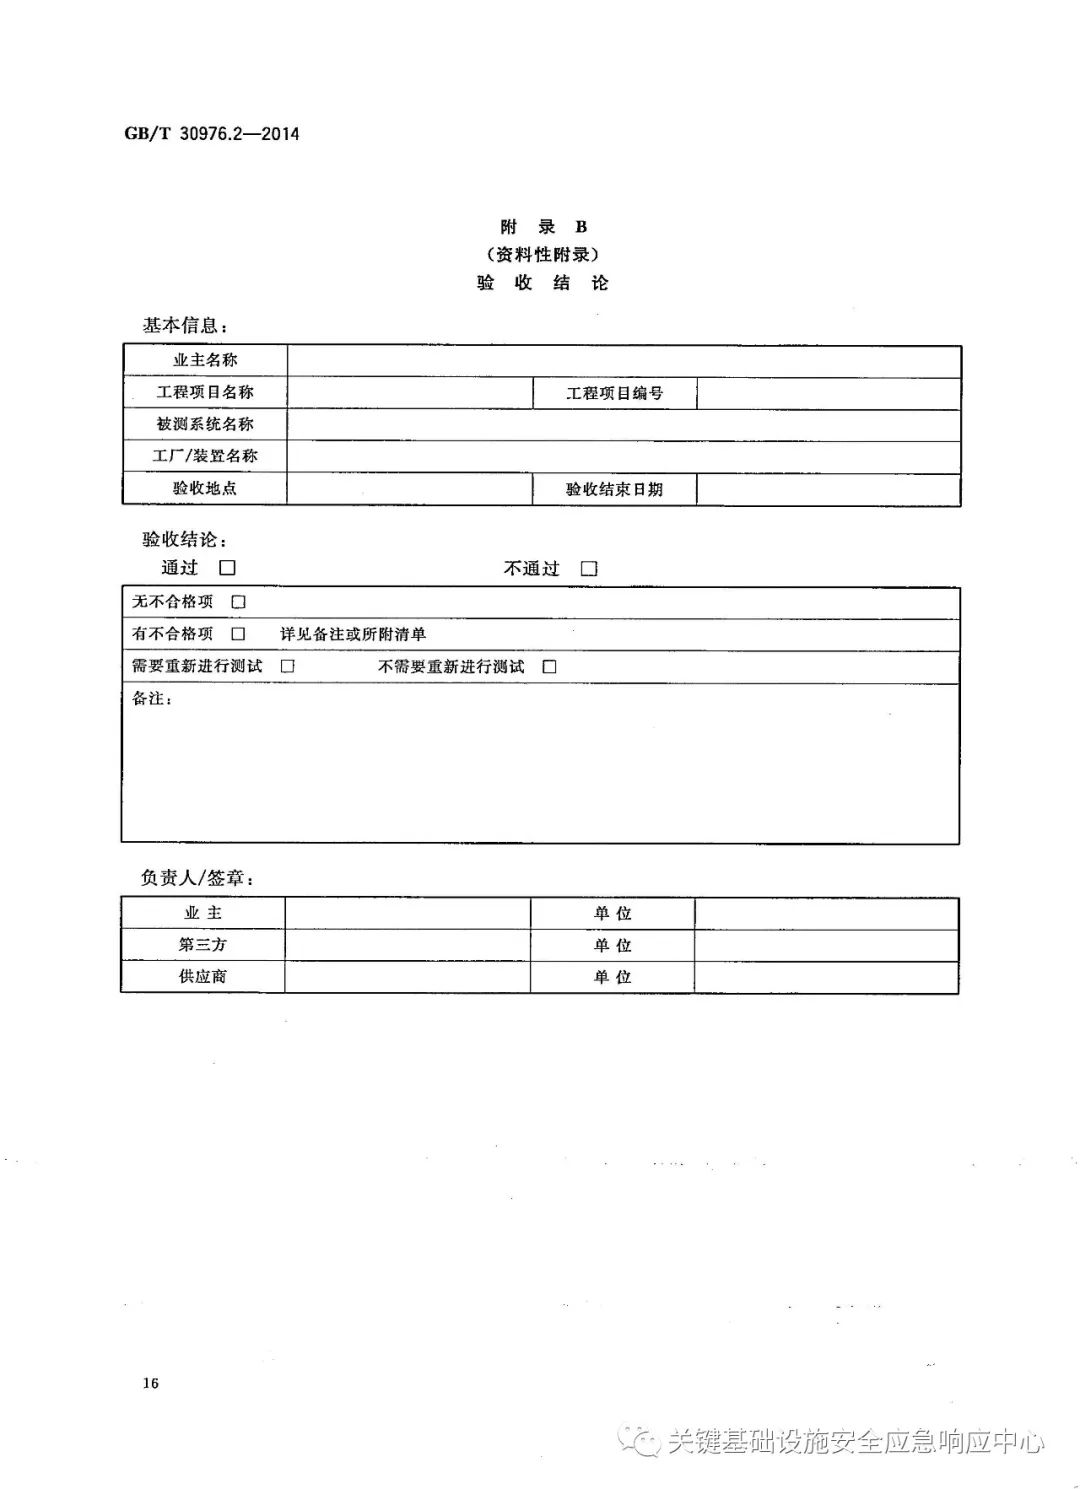 GB/T 30976.2—2014
附 录 B
（资料性附录）
验 收 结 论
基本信息：
业主名称
工程项目名称 工程项目编号
被测系统名称
工厂/装置名称
验收地点 验收结束日期
验收结论：
通过 □ 不通过 □
无不合格项 □
有不合格项 □ 详见备注或所附清单
需要重新进行测试 □ 不需要重新进行测试 □
备注：
负责人/签章：
业 主 单 位
第三方 单 位
供应商 单 位
16
关键基础设施安全应急响应中心